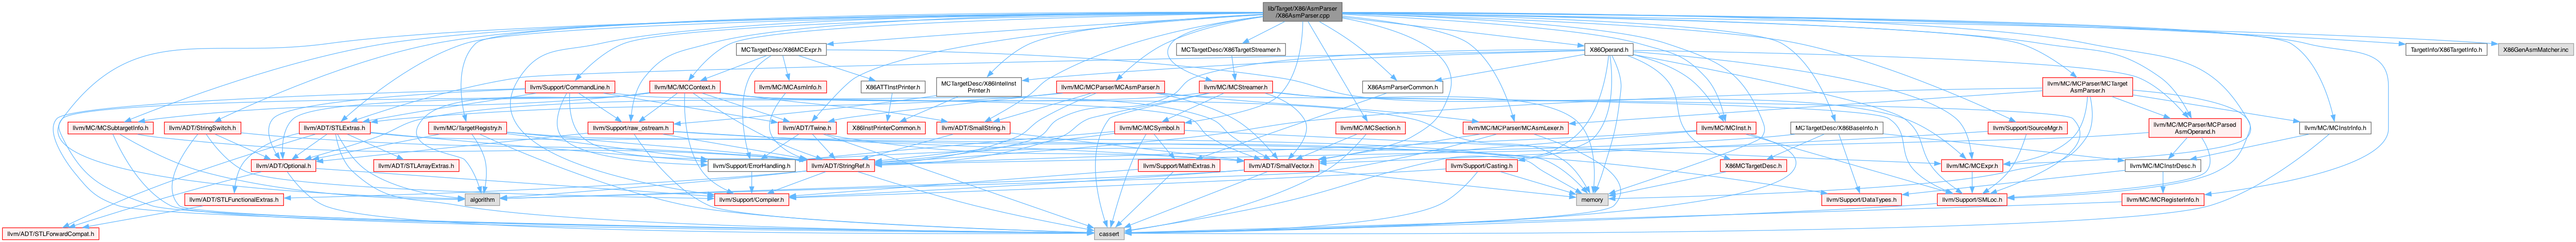 lib/Target/X86/AsmParser
/X86AsmParser.cpp
MCTargetDesc/X86MCExpr.h
MCTargetDesc/X86TargetStreamer.h
X86Operand.h
TargetInfo/X86TargetInfo.h
X86GenAsmMatcher.inc
llvm/Support/CommandLine.h
llvm/MC/MCContext.h
llvm/MC/MCAsmInfo.h
X86ATTInstPrinter.h
MCTargetDesc/X86IntelInst
Printer.h
llvm/MC/MCParser/MCAsmParser.h
llvm/MC/MCStreamer.h
X86AsmParserCommon.h
llvm/MC/MCParser/MCTarget
AsmParser.h
llvm/MC/MCSubtargetInfo.h
llvm/ADT/StringSwitch.h
llvm/ADT/STLExtras.h
llvm/MC/TargetRegistry.h
llvm/Support/raw_ostream.h
llvm/ADT/Twine.h
X86InstPrinterCommon.h
llvm/ADT/SmallString.h
llvm/MC/MCSymbol.h
llvm/MC/MCSection.h
llvm/MC/MCParser/MCAsmLexer.h
llvm/MC/MCInst.h
MCTargetDesc/X86BaseInfo.h
llvm/Support/SourceMgr.h
llvm/MC/MCParser/MCParsed
AsmOperand.h
llvm/MC/MCInstrInfo.h
llvm/ADT/Optional.h
llvm/ADT/STLArrayExtras.h
llvm/Support/ErrorHandling.h
llvm/ADT/StringRef.h
llvm/Support/MathExtras.h
llvm/ADT/SmallVector.h
llvm/Support/Casting.h
X86MCTargetDesc.h
llvm/MC/MCExpr.h
llvm/MC/MCInstrDesc.h
llvm/ADT/STLFunctionalExtras.h
algorithm
llvm/Support/Compiler.h
memory
llvm/Support/DataTypes.h
llvm/Support/SMLoc.h
llvm/MC/MCRegisterInfo.h
llvm/ADT/STLForwardCompat.h
cassert